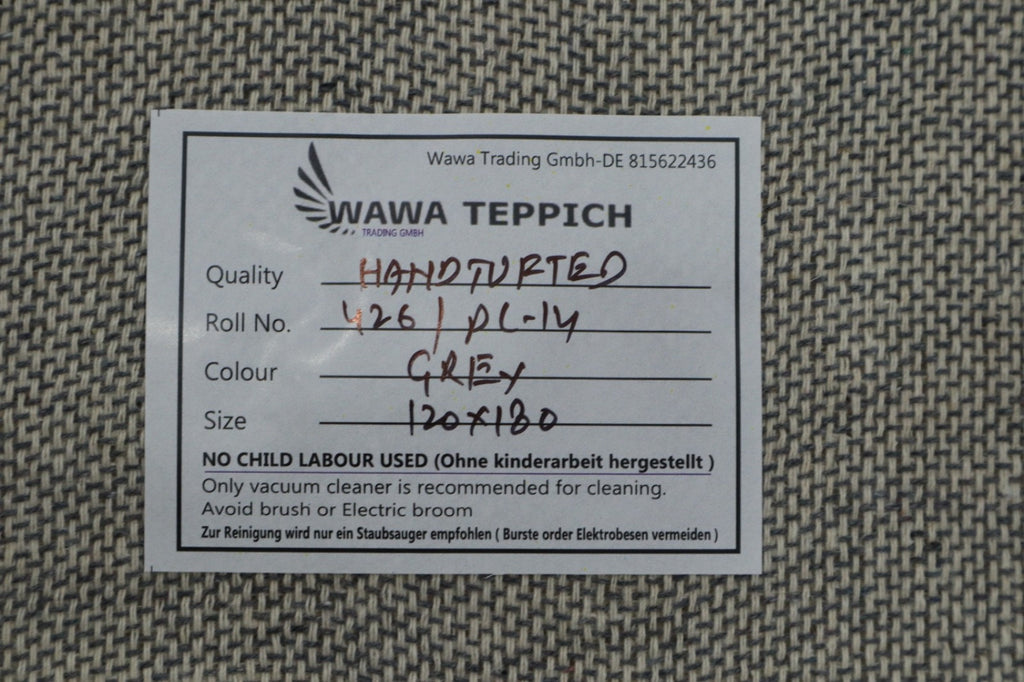 Wawa Trading Gmbh-DE 815622436
WAWA TEPPICH
TRADING GMBH
Quality HANDTUFTED
Roll No. 426/PC-14
Colour GREY
Size 120x180
NO CHILD LABOUR USED (Ohne kinderarbeit hergestellt )
Only vacuum cleaner is recommended for cleaning.
Avoid brush or Electric broom
Zur Reinigung wird nur ein Staubsauger empfohlen ( Burste order Elektrobesen vermeiden )